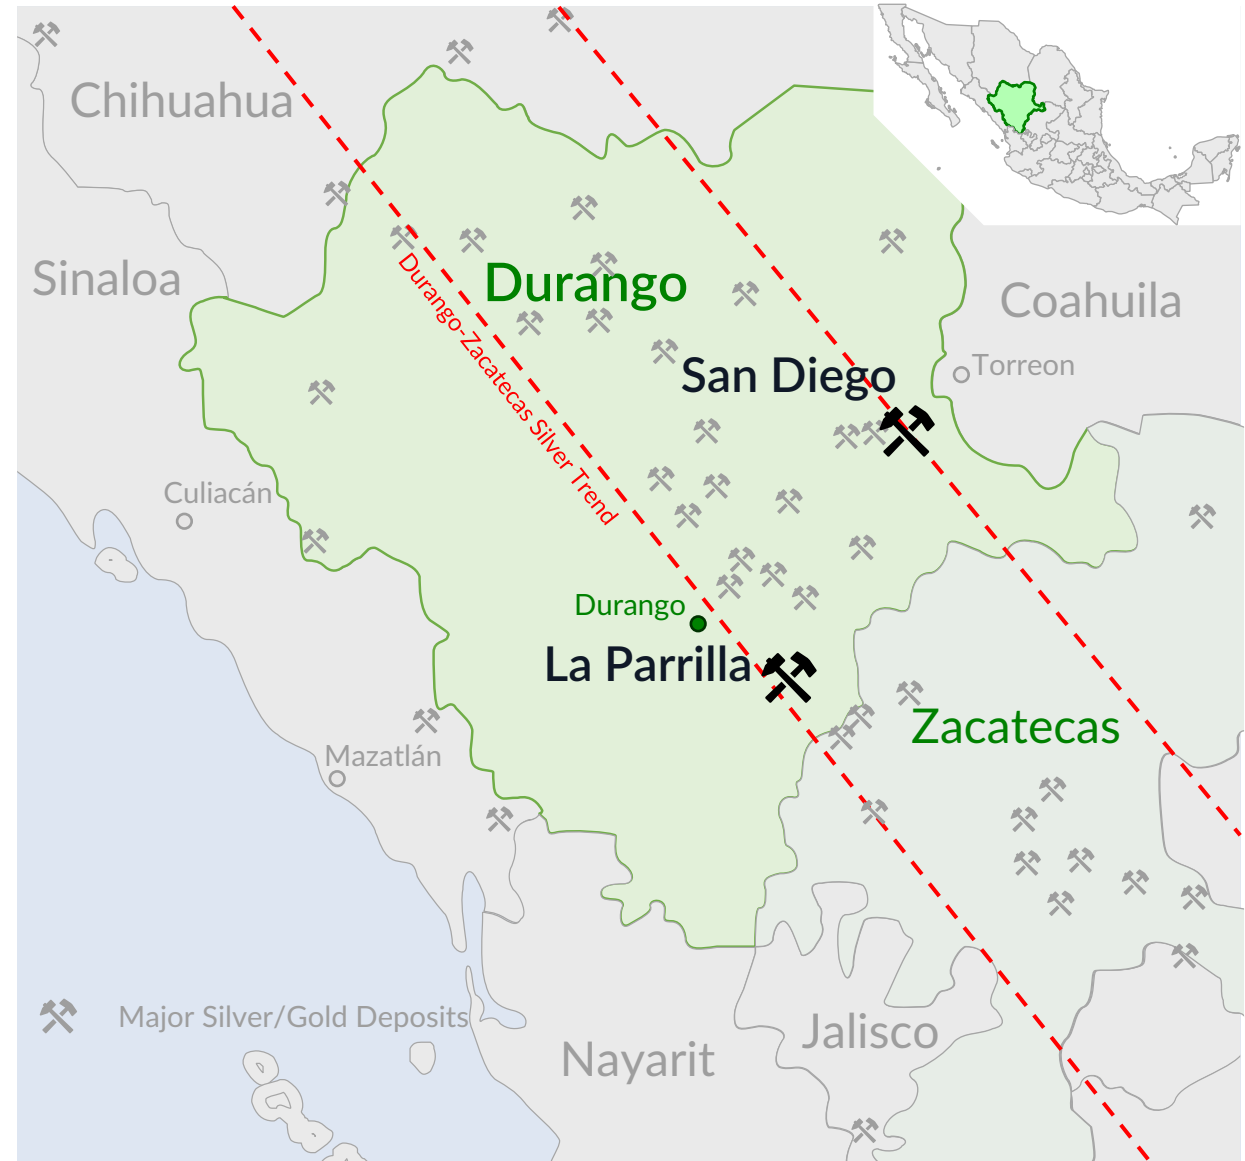 Chihuahua
Sinaloa
Durango
Coahuila
Durango-Zacatecas Silver Trend
San Diego
Torreon
Culiacán
Durango
La Parrilla
Zacatecas
Mazatlán
Major Silver/Gold Deposits
Jalisco
Nayarit